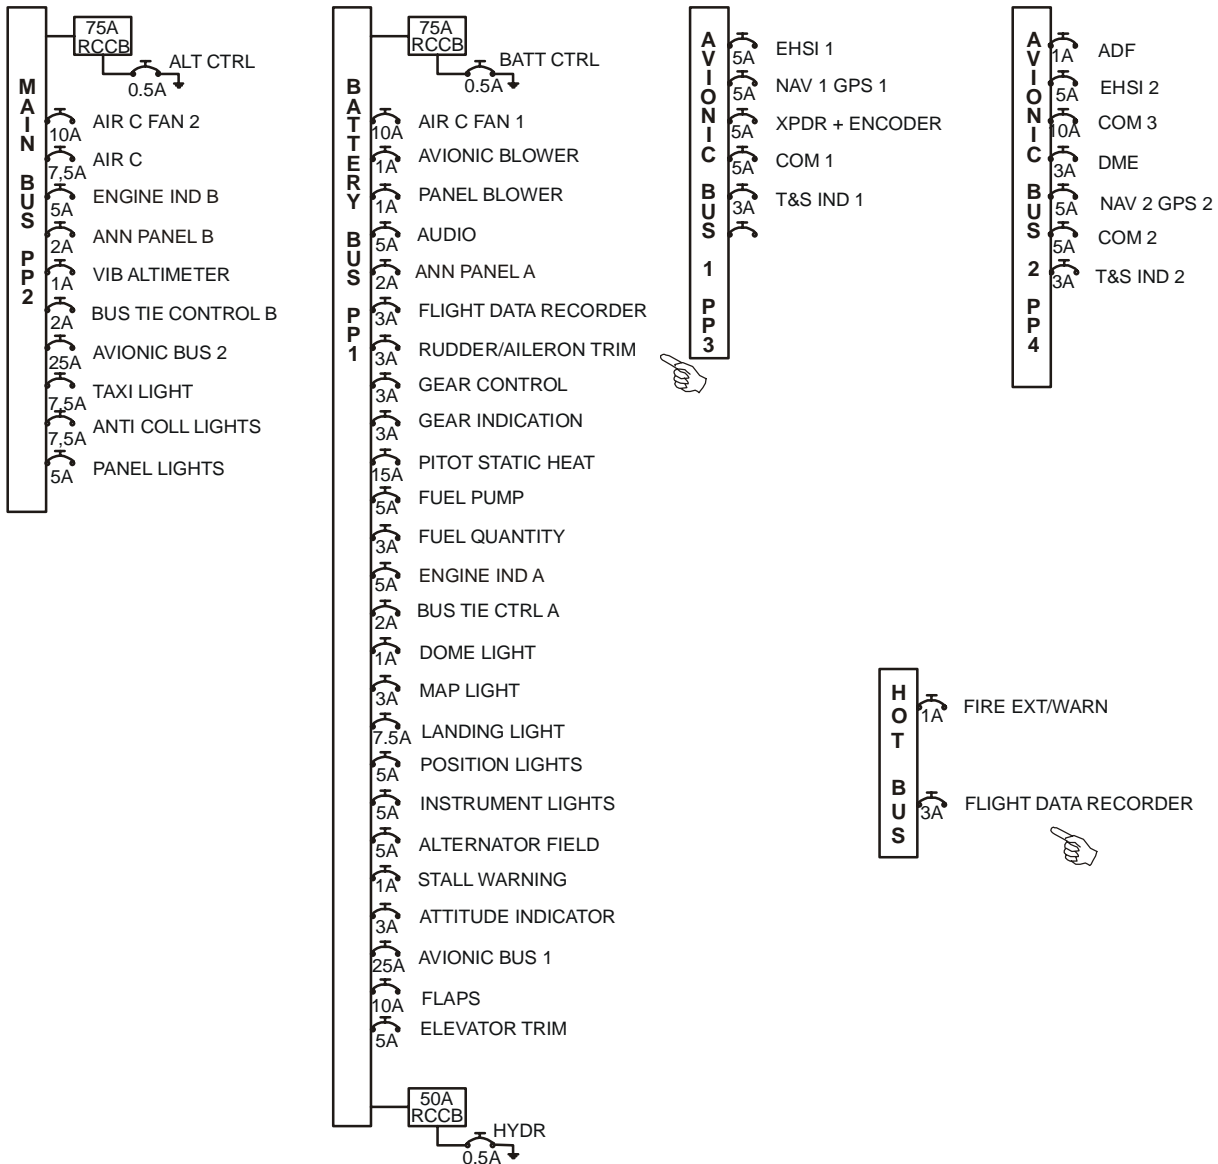 MAIN BUS PP2
75A
RCCB
ALT CTRL
0.5A
10A AIR C FAN 2
7,5A AIR C
5A ENGINE IND B
2A ANN PANEL B
1A VIB ALTIMETER
2A BUS TIE CONTROL B
25A AVIONIC BUS 2
7,5A TAXI LIGHT
7,5A ANTI COLL LIGHTS
5A PANEL LIGHTS
BATTERY BUS PP1
75A
RCCB
BATT CTRL
0.5A
10A AIR C FAN 1
1A AVIONIC BLOWER
1A PANEL BLOWER
5A AUDIO
2A ANN PANEL A
3A FLIGHT DATA RECORDER
3A RUDDER/AILERON TRIM
3A GEAR CONTROL
3A GEAR INDICATION
15A PITOT STATIC HEAT
5A FUEL PUMP
3A FUEL QUANTITY
5A ENGINE IND A
2A BUS TIE CTRL A
1A DOME LIGHT
3A MAP LIGHT
7.5A LANDING LIGHT
5A POSITION LIGHTS
5A INSTRUMENT LIGHTS
5A ALTERNATOR FIELD
1A STALL WARNING
3A ATTITUDE INDICATOR
25A AVIONIC BUS 1
10A FLAPS
5A ELEVATOR TRIM
50A
RCCB
HYDR
0.5A
AVIONIC BUS 1 PP3
5A EHSI 1
5A NAV 1 GPS 1
5A XPDR + ENCODER
5A COM 1
3A T&S IND 1
AVIONIC BUS 2 PP4
1A ADF
5A EHSI 2
10A COM 3
3A DME
5A NAV 2 GPS 2
5A COM 2
3A T&S IND 2
HOT BUS
1A FIRE EXT/WARN
3A FLIGHT DATA RECORDER